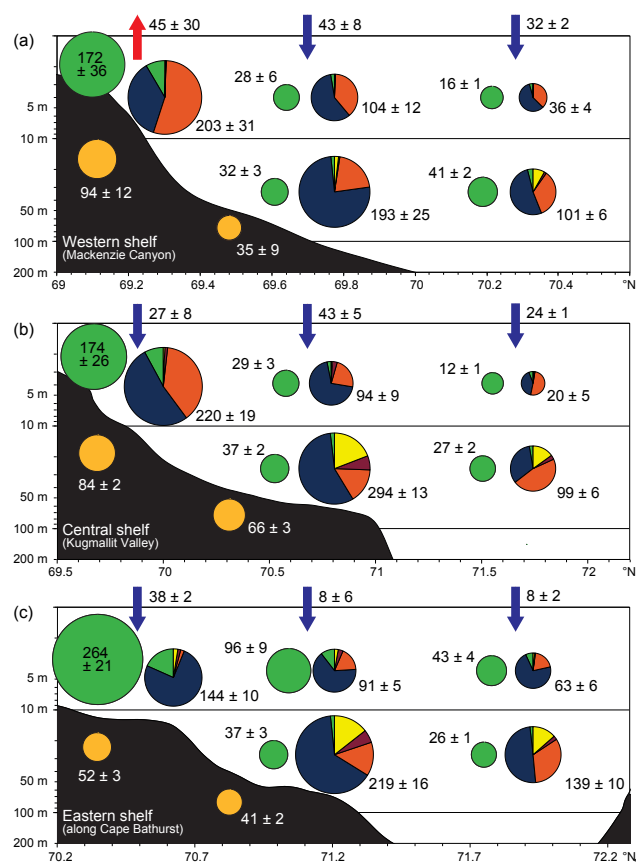 45 ± 30 43 ± 8 32 ± 2
(a)
172
± 36
28 ± 6 16 ± 1
5 m 104 ± 12 36 ± 4
203 ± 31
10 m
32 ± 3 41 ± 2
94 ± 12
193 ± 25 101 ± 6
50 m
100 m Western shelf 35 ± 9
(Mackenzie Canyon)
200 m
69 69.2 69.4 69.6 69.8 70 70.2 70.4 °N
27 ± 8 43 ± 5 24 ± 1
(b)
174
± 26
29 ± 3 12 ± 1
5 m 94 ± 9 20 ± 5
220 ± 19
10 m
37 ± 2 27 ± 2
84 ± 2 294 ± 13 99 ± 6
50 m
66 ± 3
100 m Central shelf
(Kugmallit Valley)
200 m
69.5 70 70.5 71 71.5 72 °N
38 ± 2 8 ± 6 8 ± 2
(c)
264
± 21
96 ± 9 43 ± 4
5 m 144 ± 10 91 ± 5 63 ± 6
10 m
37 ± 3 26 ± 1
52 ± 3 219 ± 16 139 ± 10
50 m
100 m Eastern shelf 41 ± 2
(along Cape Bathurst)
200 m
70.2 70.7 71.2 71.7 72.2 °N